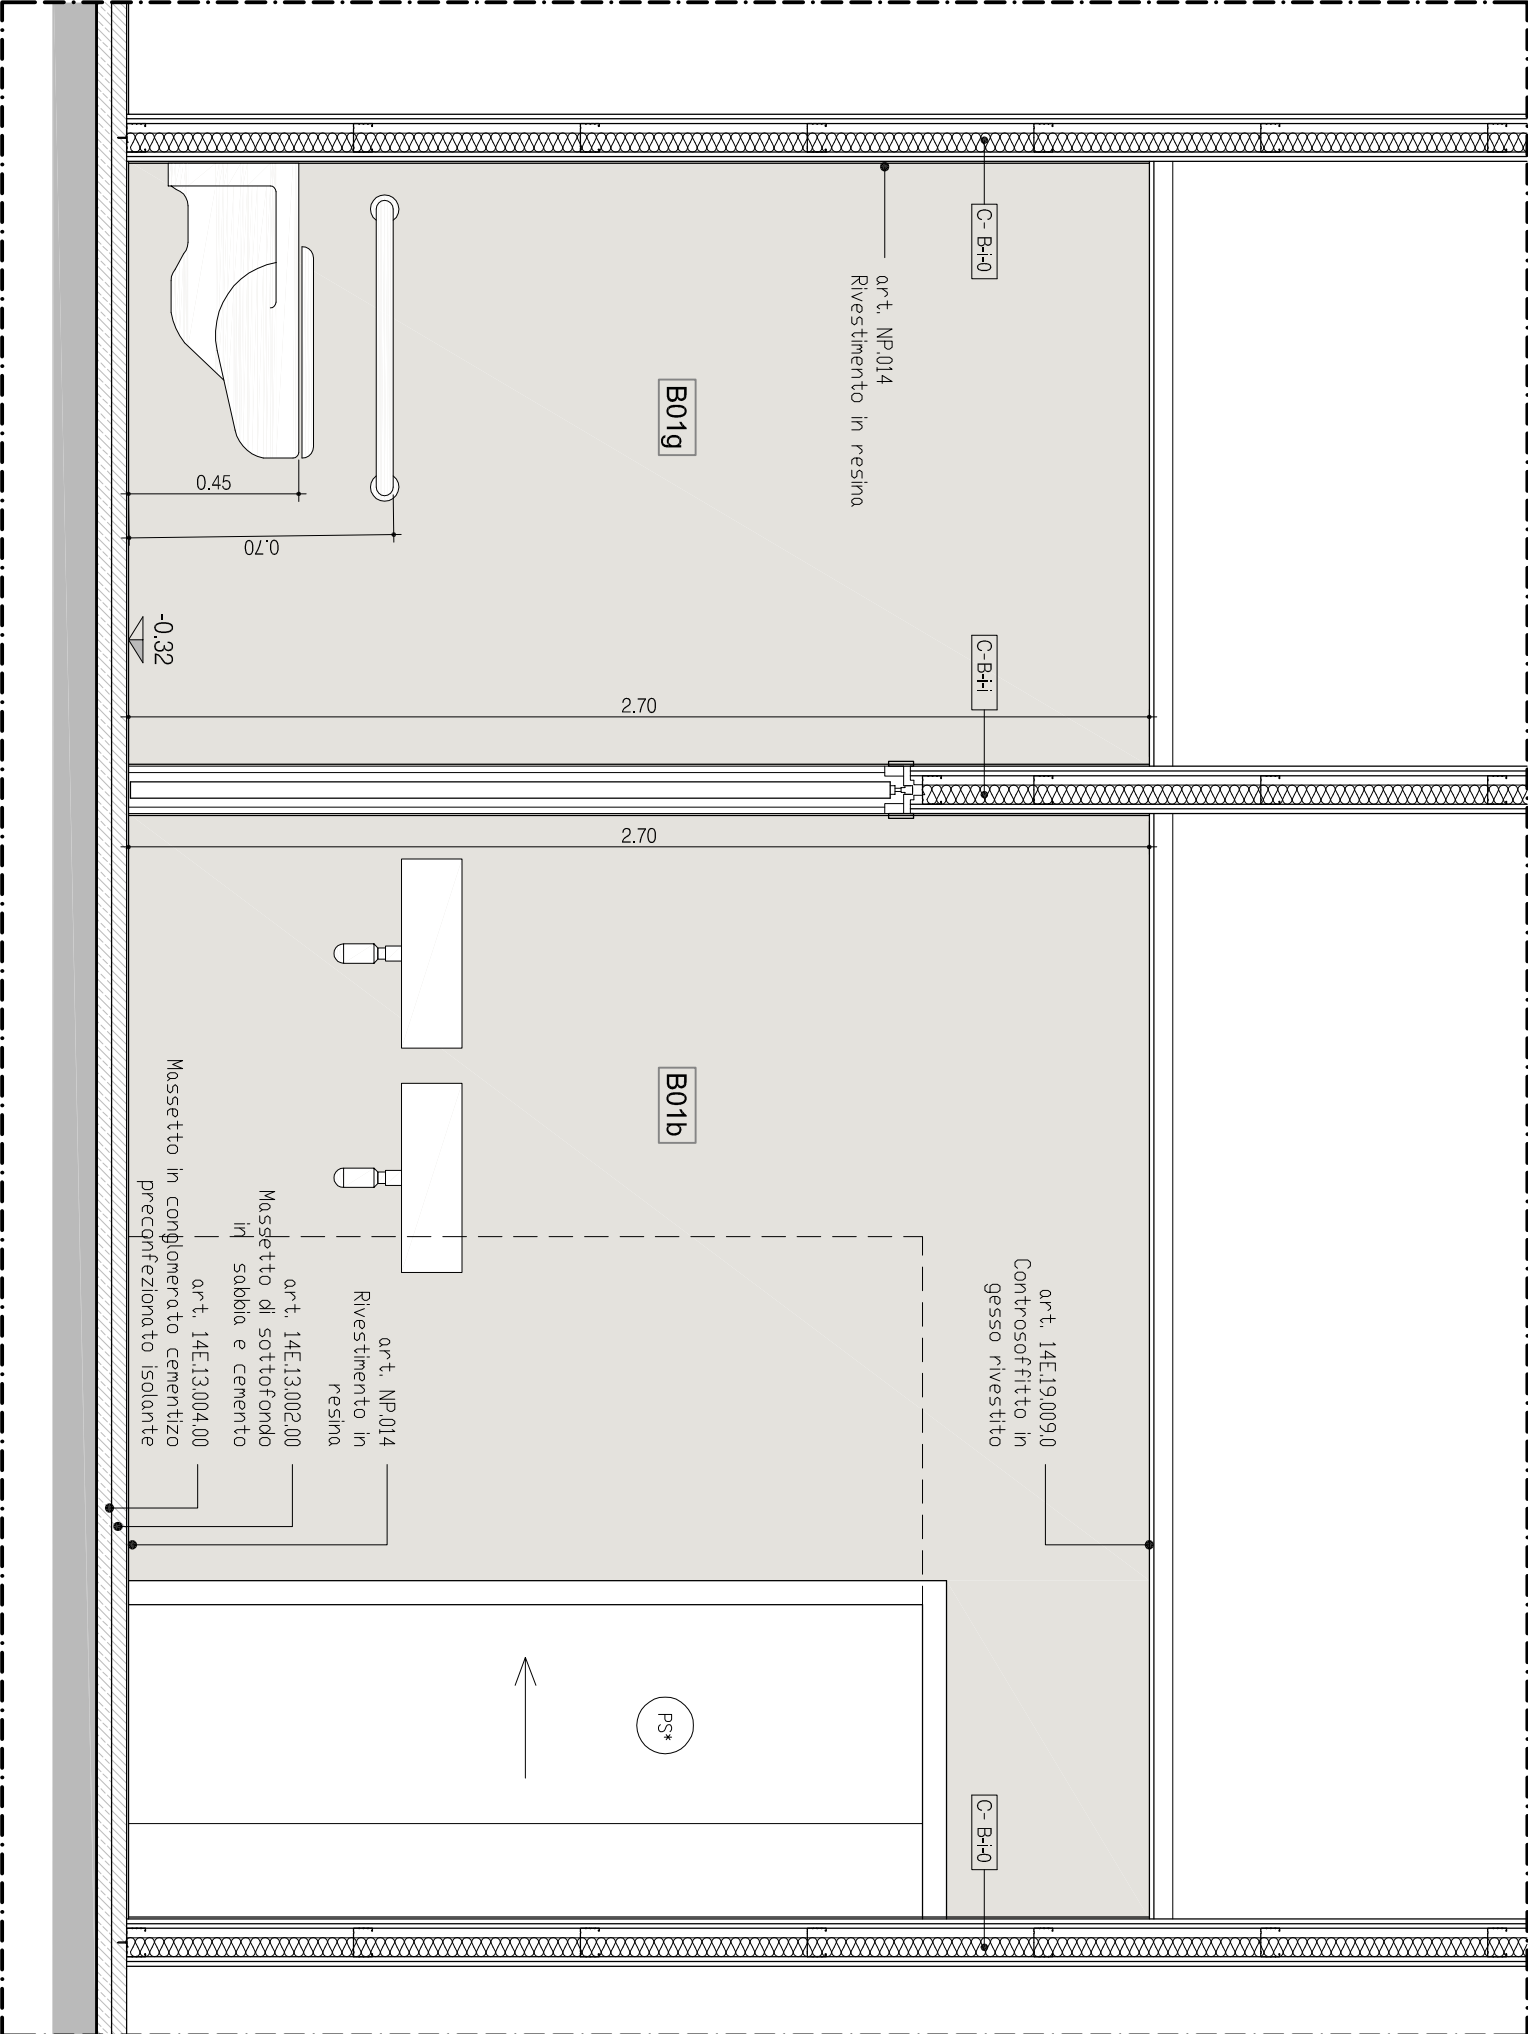 C- B-i-0
art. NP.014
Rivestimento in resina
B01g
0.45
0.70
-0.32
C-B-i-i
2.70
2.70
B01b
art. 14E.19.009.0
Controsoffitto in
gesso rivestito
art. NP.014
Rivestimento in
resina
art. 14E.13.002.00
Massetto di sottofondo
in sabbia e cemento
art. 14E.13.004.00
Massetto in conglomerato cementizo
preconfezionato isolante
PS*
C- B-i-0